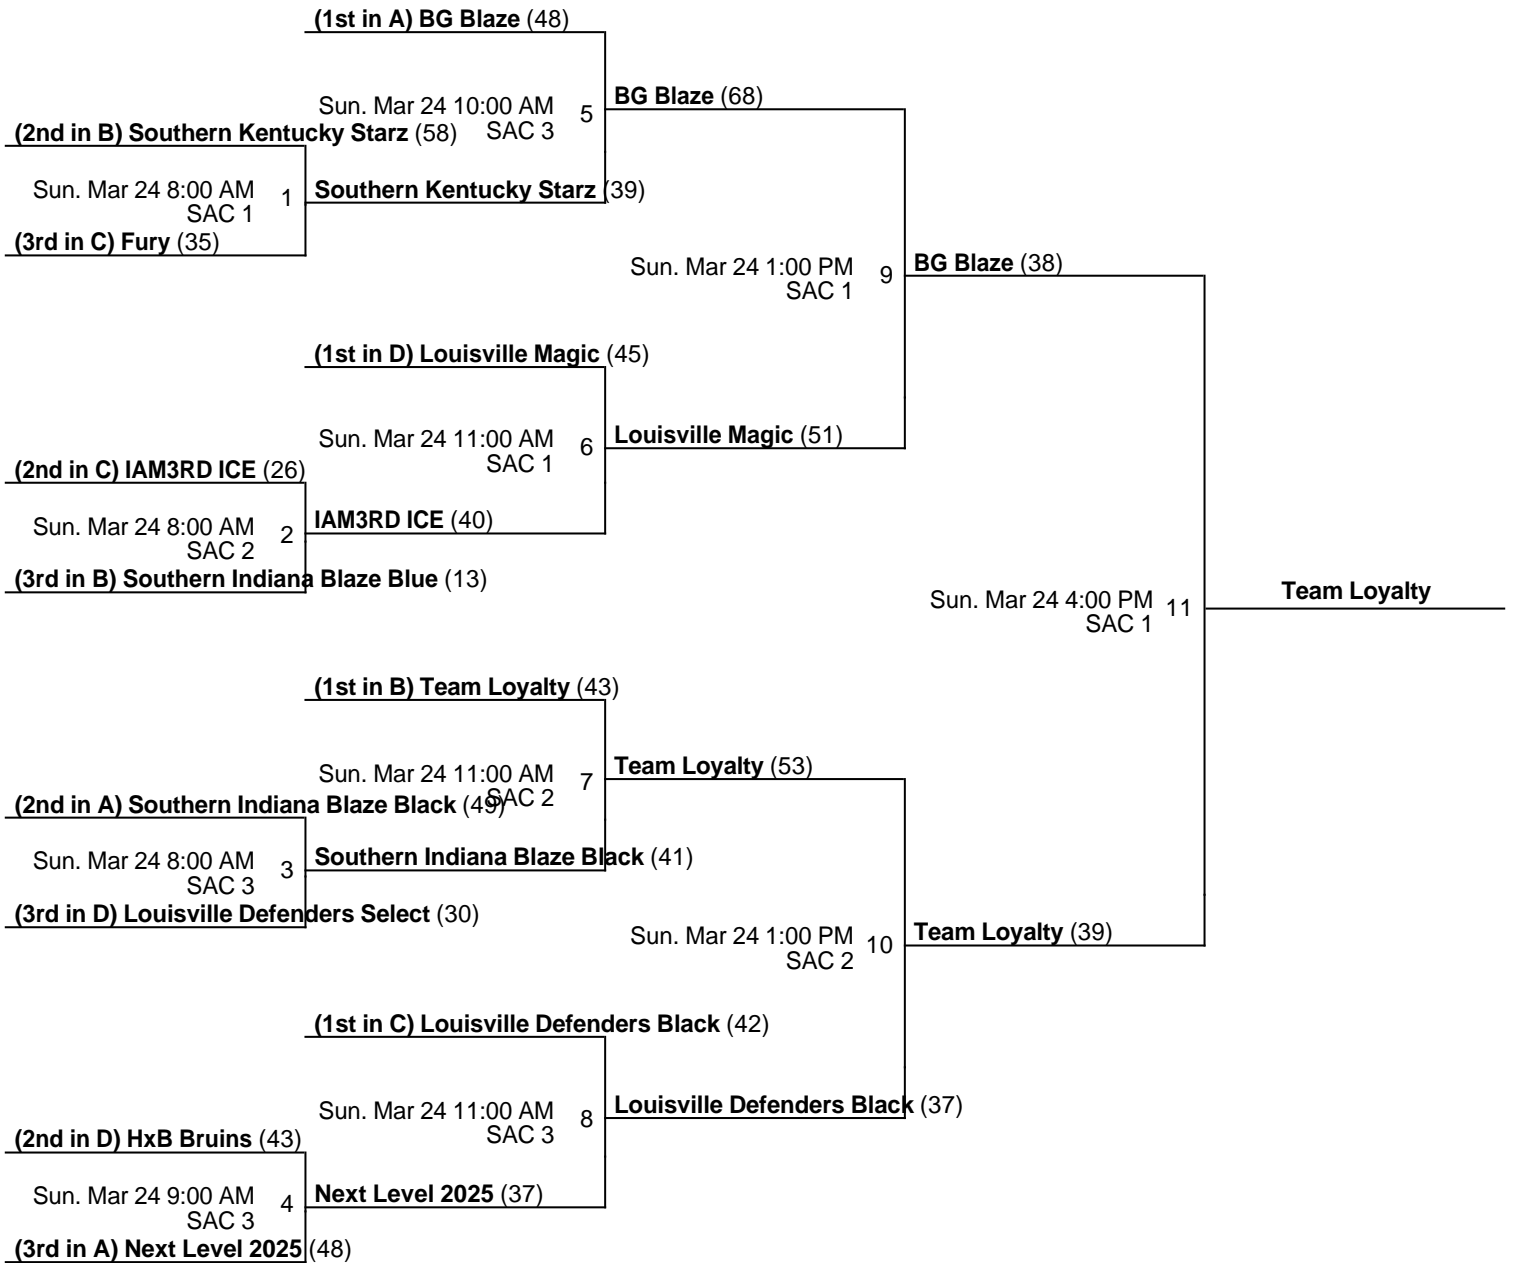 (1st in A) BG Blaze (48)
BG Blaze (68)
Sun. Mar 24 10:00 AM 5
SAC 3
(2nd in B) Southern Kentucky Starz (58)
Sun. Mar 24 8:00 AM 1
SAC 1
Southern Kentucky Starz (39)
(3rd in C) Fury (35)
Sun. Mar 24 1:00 PM 9
SAC 1
BG Blaze (38)
(1st in D) Louisville Magic (45)
Sun. Mar 24 11:00 AM 6
SAC 1
Louisville Magic (51)
(2nd in C) IAM3RD ICE (26)
Sun. Mar 24 8:00 AM 2
SAC 2
IAM3RD ICE (40)
(3rd in B) Southern Indiana Blaze Blue (13)
Sun. Mar 24 4:00 PM 11
SAC 1
Team Loyalty
(1st in B) Team Loyalty (43)
Sun. Mar 24 11:00 AM 7
SAC 2
Team Loyalty (53)
(2nd in A) Southern Indiana Blaze Black (49)
Sun. Mar 24 8:00 AM 3
SAC 3
Southern Indiana Blaze Black (41)
(3rd in D) Louisville Defenders Select (30)
Sun. Mar 24 1:00 PM 10
SAC 2
Team Loyalty (39)
(1st in C) Louisville Defenders Black (42)
Sun. Mar 24 11:00 AM 8
SAC 3
Louisville Defenders Black (37)
(2nd in D) HxB Bruins (43)
Sun. Mar 24 9:00 AM 4
SAC 3
Next Level 2025 (37)
(3rd in A) Next Level 2025 (48)